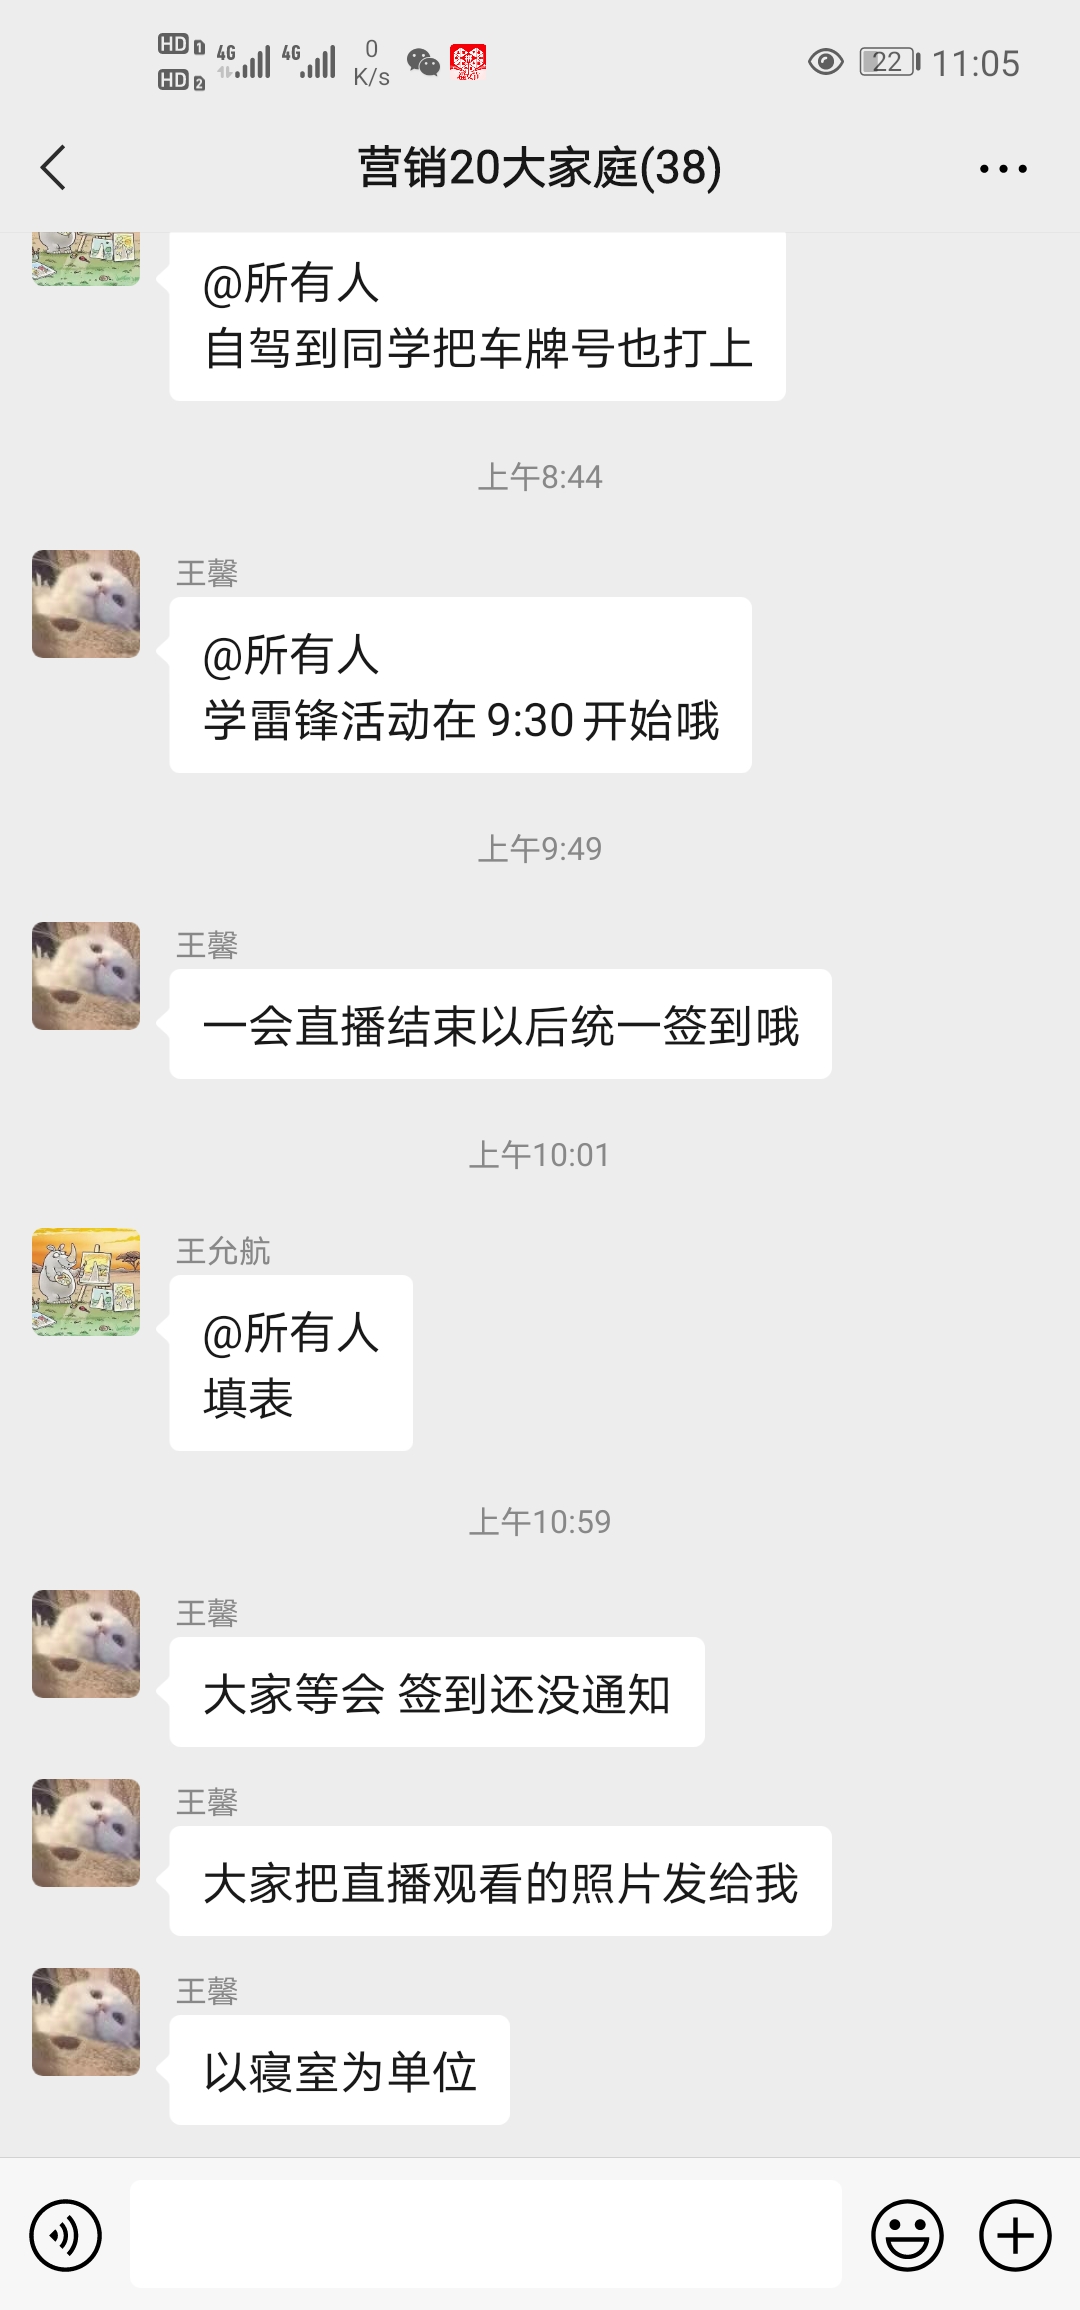 HD 1
HD 2
4G
4G
0
K/s
22
11:05
营销20大家庭(38)
@所有人
自驾到同学把车牌号也打上
上午8:44
王馨
@所有人
学雷锋活动在 9:30 开始哦
上午9:49
王馨
一会直播结束以后统一签到哦
上午10:01
王允航
@所有人
填表
上午10:59
王馨
大家等会 签到还没通知
王馨
大家把直播观看的照片发给我
王馨
以寝室为单位